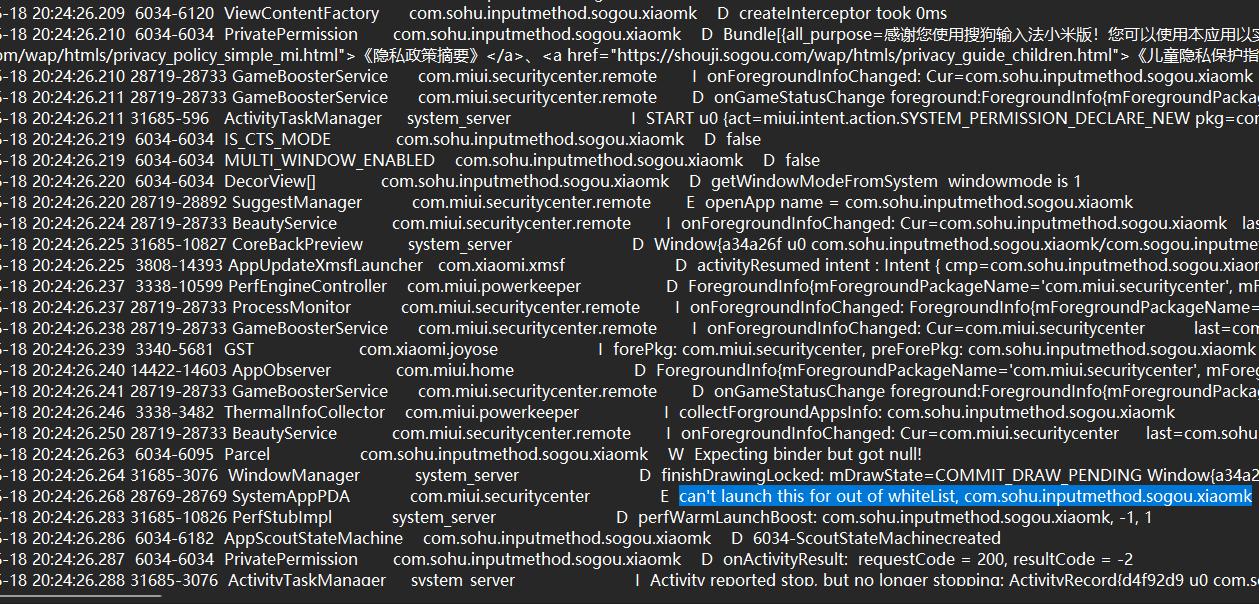 -18 20:24:26.209 6034-6120 ViewContentFactory com.sohu.inputmethod.sogou.xiaomk D createInterceptor took 0ms
-18 20:24:26.210 6034-6034 PrivatePermission com.sohu.inputmethod.sogou.xiaomk D Bundle[{all_purpose=感谢您使用搜狗输入法小米版！您可以使用本应用以实
om/wap/htmls/privacy_policy_simple_mi.html">《隐私政策摘要》</a>、<a href="https://shouji.sogou.com/wap/htmls/privacy_guide_children.html">《儿童隐私保护指
-18 20:24:26.210 28719-28733 GameBoosterService com.miui.securitycenter.remote I onForegroundInfoChanged: Cur=com.sohu.inputmethod.sogou.xiaomk
-18 20:24:26.211 28719-28733 GameBoosterService com.miui.securitycenter.remote D onGameStatusChange foreground:ForegroundInfo{mForegroundPacka
-18 20:24:26.211 31685-596 ActivityTaskManager system_server I START u0 {act=miui.intent.action.SYSTEM_PERMISSION_DECLARE_NEW pkg=co
-18 20:24:26.219 6034-6034 IS_CTS_MODE com.sohu.inputmethod.sogou.xiaomk D false
-18 20:24:26.219 6034-6034 MULTI_WINDOW_ENABLED com.sohu.inputmethod.sogou.xiaomk D false
-18 20:24:26.220 6034-6034 DecorView[] com.sohu.inputmethod.sogou.xiaomk D getWindowModeFromSystem windowmode is 1
-18 20:24:26.220 28719-28892 SuggestManager com.miui.securitycenter.remote E openApp name = com.sohu.inputmethod.sogou.xiaomk
-18 20:24:26.224 28719-28733 BeautyService com.miui.securitycenter.remote I onForegroundInfoChanged: Cur=com.sohu.inputmethod.sogou.xiaomk las
-18 20:24:26.225 31685-10827 CoreBackPreview system_server D Window{a34a26f u0 com.sohu.inputmethod.sogou.xiaomk/com.sogou.inputme
-18 20:24:26.225 3808-14393 AppUpdateXmsfLauncher com.xiaomi.xmsf D activityResumed intent : Intent { cmp=com.sohu.inputmethod.sogou.xiaom
-18 20:24:26.237 3338-10599 PerfEngineController com.miui.powerkeeper D ForegroundInfo{mForegroundPackageName='com.miui.securitycenter', mF
-18 20:24:26.237 28719-28733 ProcessMonitor com.miui.securitycenter.remote I onForegroundInfoChanged: ForegroundInfo{mForegroundPackageName=
-18 20:24:26.238 28719-28733 GameBoosterService com.miui.securitycenter.remote I onForegroundInfoChanged: Cur=com.miui.securitycenter last=com
-18 20:24:26.239 3340-5681 GST com.xiaomi.joyose I forePkg: com.miui.securitycenter, preForePkg: com.sohu.inputmethod.sogou.xiaomk
-18 20:24:26.240 14422-14603 AppObserver com.miui.home D ForegroundInfo{mForegroundPackageName='com.miui.securitycenter', mForeg
-18 20:24:26.241 28719-28733 GameBoosterService com.miui.securitycenter.remote D onGameStatusChange foreground:ForegroundInfo{mForegroundPacka
-18 20:24:26.246 3338-3482 ThermalInfoCollector com.miui.powerkeeper I collectForgroundAppsInfo: com.sohu.inputmethod.sogou.xiaomk
-18 20:24:26.250 28719-28733 BeautyService com.miui.securitycenter.remote I onForegroundInfoChanged: Cur=com.miui.securitycenter last=com.sohu
-18 20:24:26.263 6034-6095 Parcel com.sohu.inputmethod.sogou.xiaomk W Expecting binder but got null!
-18 20:24:26.264 31685-3076 WindowManager system_server D finishDrawingLocked: mDrawState=COMMIT_DRAW_PENDING Window{a34a2
-18 20:24:26.268 28769-28769 SystemAppPDA com.miui.securitycenter E can't launch this for out of whiteList, com.sohu.inputmethod.sogou.xiaomk
-18 20:24:26.283 31685-10826 PerfStubImpl system_server D perfWarmLaunchBoost: com.sohu.inputmethod.sogou.xiaomk, -1, 1
-18 20:24:26.286 6034-6182 AppScoutStateMachine com.sohu.inputmethod.sogou.xiaomk D 6034-ScoutStateMachinecreated
-18 20:24:26.287 6034-6034 PrivatePermission com.sohu.inputmethod.sogou.xiaomk D onActivityResult: requestCode = 200, resultCode = -2
-18 20:24:26.288 31685-3076 ActivityTaskManager system_server I Activity reported stop, but no longer stopping: ActivityRecord{d4f92d9 u0 com.s